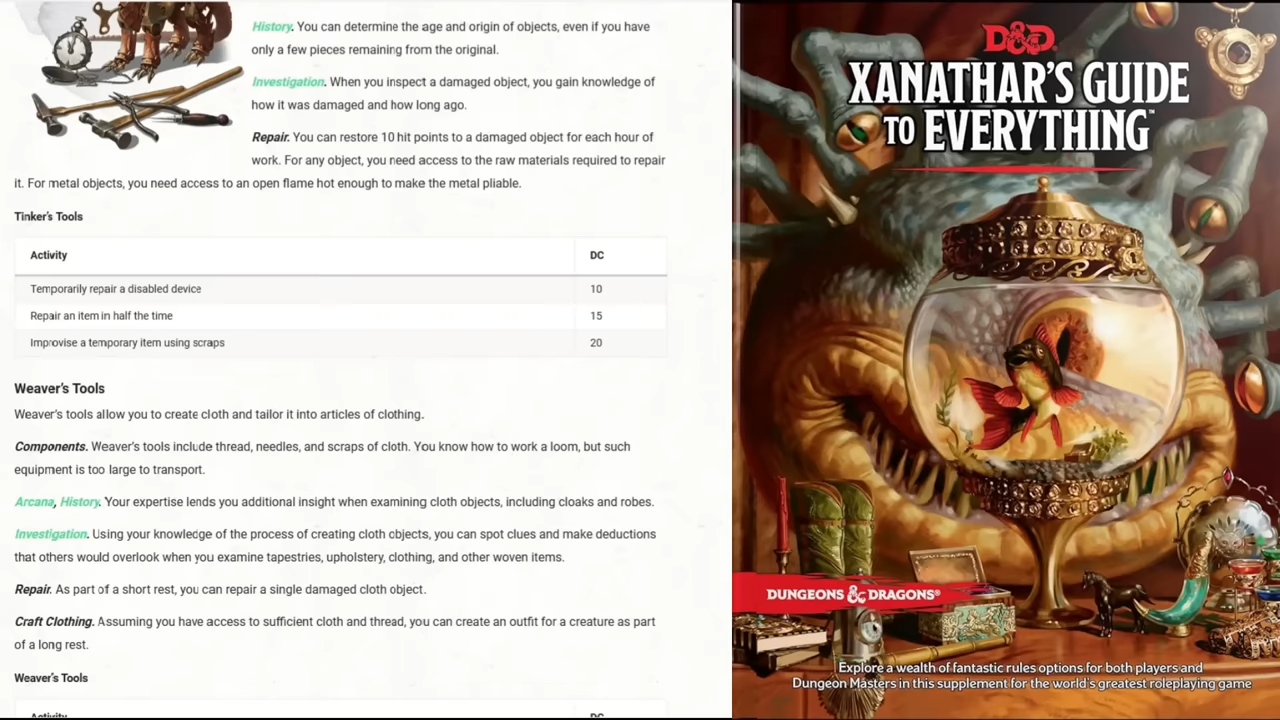 History. You can determine the age and origin of objects, even if you have
only a few pieces remaining from the original.
Investigation. When you inspect a damaged object, you gain knowledge of
how it was damaged and how long ago.
Repair. You can restore 10 hit points to a damaged object for each hour of
work. For any object, you need access to the raw materials required to repair
it. For metal objects, you need access to an open flame hot enough to make the metal pliable.
Tinker's Tools
Activity DC
Temporarily repair a disabled device 10
Repair an item in half the time 15
Improvise a temporary item using scraps 20
Weaver's Tools
Weaver's tools allow you to create cloth and tailor it into articles of clothing.
Components. Weaver's tools include thread, needles, and scraps of cloth. You know how to work a loom, but such
equipment is too large to transport.
Arcana, History. Your expertise lends you additional insight when examining cloth objects, including cloaks and robes.
Investigation. Using your knowledge of the process of creating cloth objects, you can spot clues and make deductions
that others would overlook when you examine tapestries, upholstery, clothing, and other woven items.
Repair. As part of a short rest, you can repair a single damaged cloth object.
Craft Clothing. Assuming you have access to sufficient cloth and thread, you can create an outfit for a creature as part
of a long rest.
Weaver's Tools
Activity DC
D&D
XANATHAR'S GUIDE
TO EVERYTHING™
DUNGEONS & DRAGONS®
Explore a wealth of fantastic rules options for both players and
Dungeon Masters in this supplement for the world's greatest roleplaying game